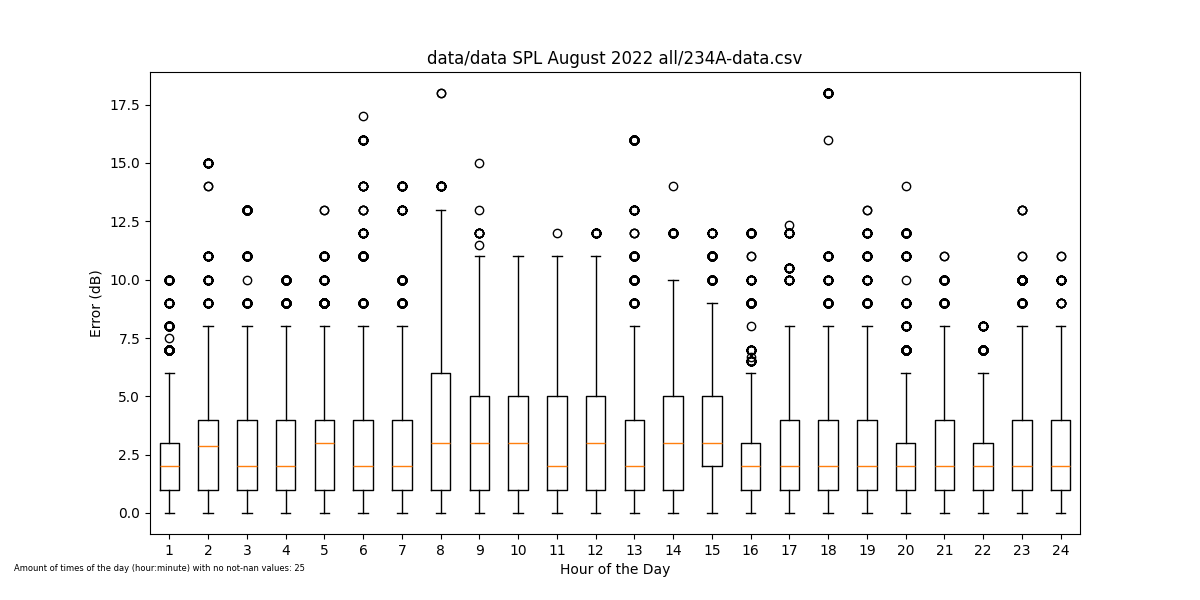 data/data SPL August 2022 all/234A-data.csv
17.5
15.0
12.5
10.0
7.5
5.0
2.5
0.0
Error (dB)
1 2 3 4 5 6 7 8 9 10 11 12 13 14 15 16 17 18 19 20 21 22 23 24
Hour of the Day
Amount of times of the day (hour:minute) with no not-nan values: 25